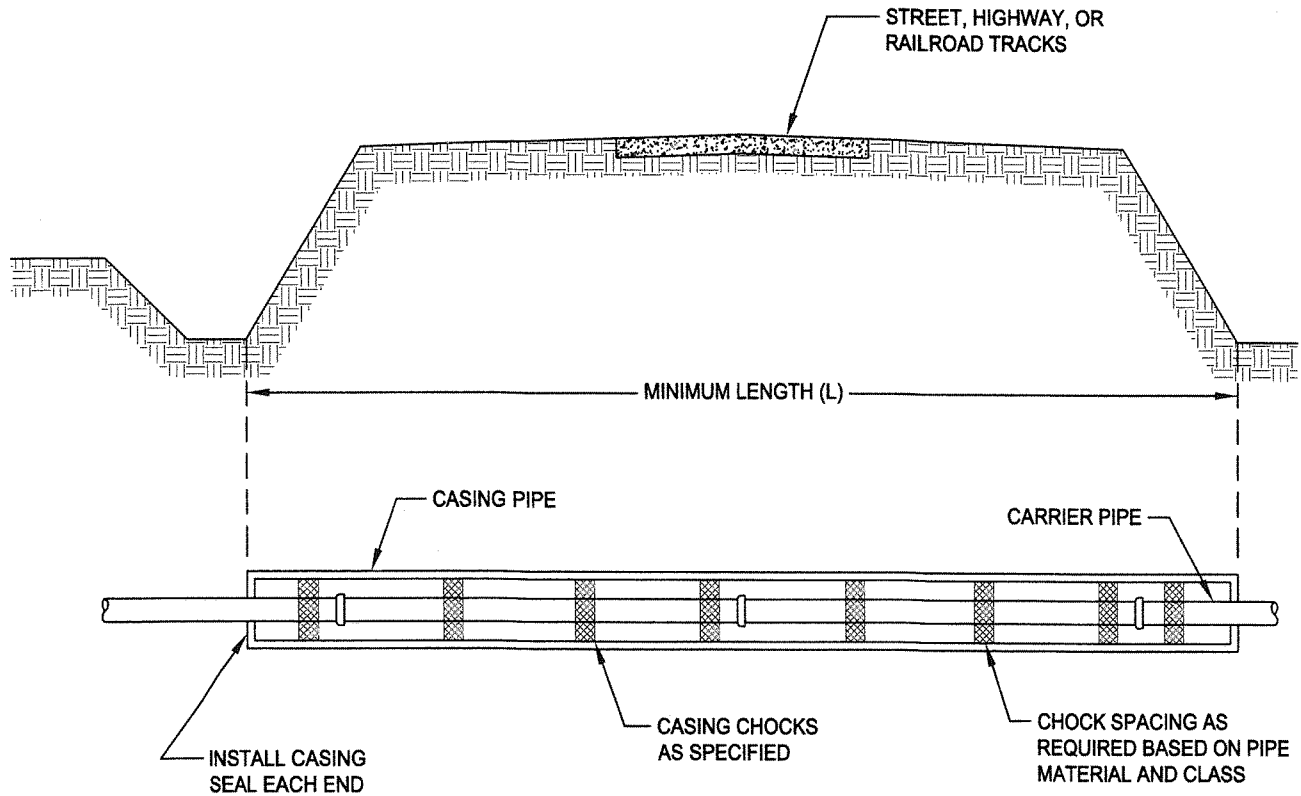 STREET, HIGHWAY, OR
RAILROAD TRACKS
MINIMUM LENGTH (L)
CASING PIPE
CARRIER PIPE
CASING CHOCKS
AS SPECIFIED
CHOCK SPACING AS
REQUIRED BASED ON PIPE
MATERIAL AND CLASS
INSTALL CASING
SEAL EACH END